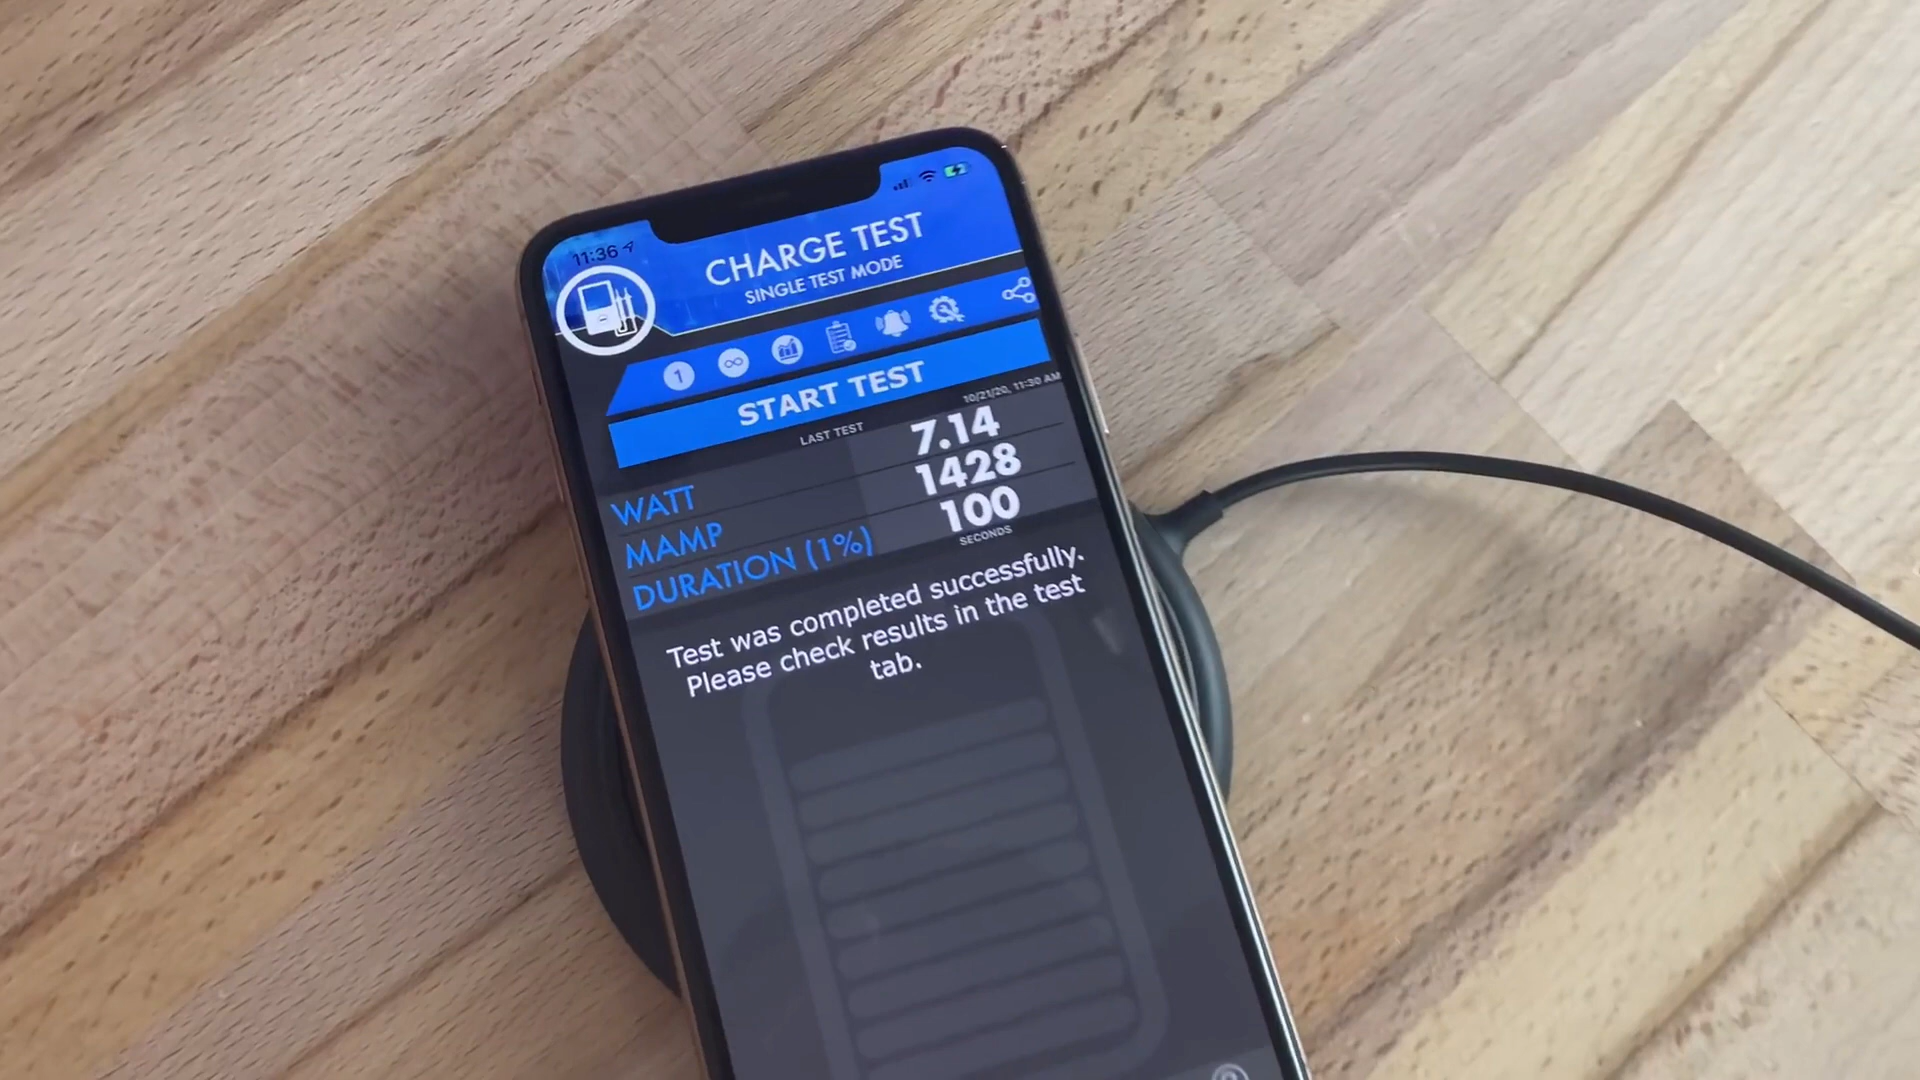 11:36
CHARGE TEST
SINGLE TEST MODE
1
START TEST
LAST TEST 10/21/20, 11:30 AM
WATT 7.14
MAMP 1428
DURATION (1%) 100
SECONDS
Test was completed successfully.
Please check results in the test
tab.